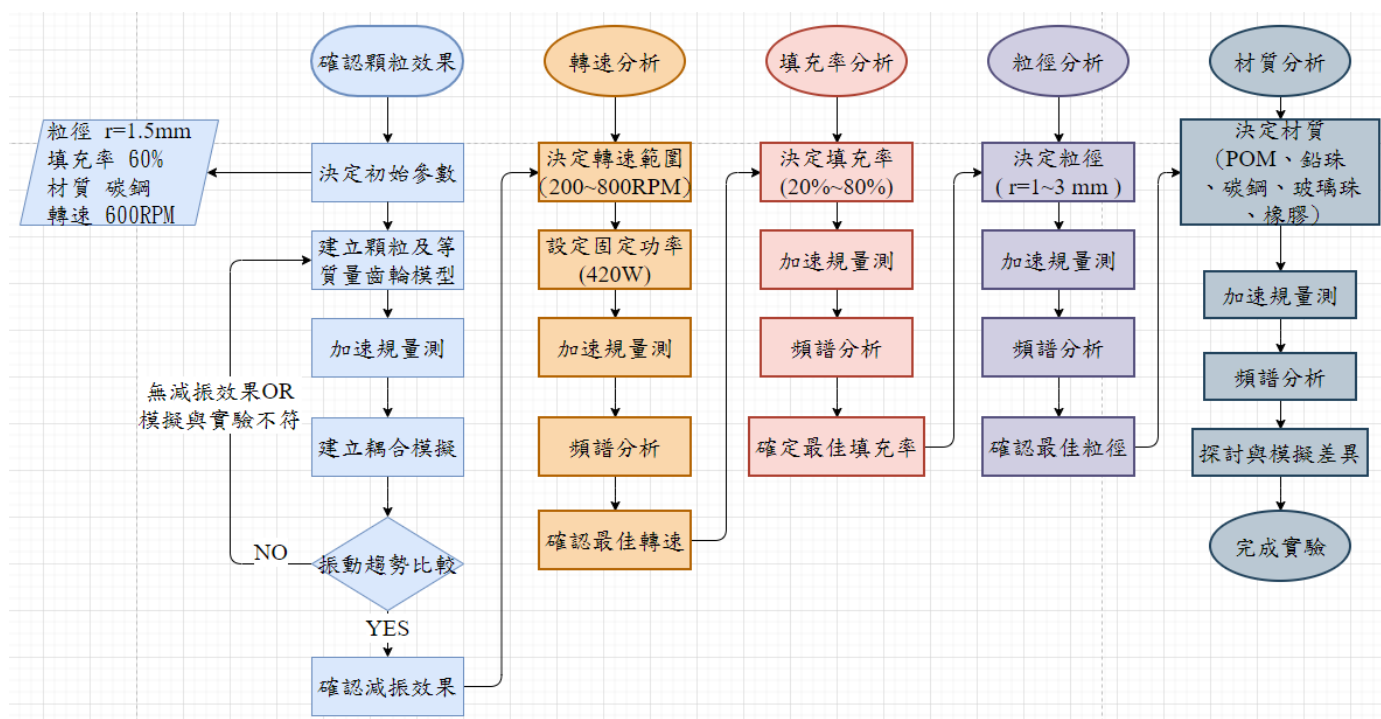 確認顆粒效果
粒徑 r=1.5mm
填充率 60%
材質 碳鋼
轉速 600RPM
決定初始參數
建立顆粒及等
質量齒輪模型
加速規量測
無減振效果OR
模擬與實驗不符
建立耦合模擬
NO
振動趨勢比較
YES
確認減振效果
轉速分析
決定轉速範圍
(200~800RPM)
設定固定功率
(420W)
加速規量測
頻譜分析
確認最佳轉速
填充率分析
決定填充率
(20%~80%)
加速規量測
頻譜分析
確定最佳填充率
粒徑分析
決定粒徑
( r=1~3 mm )
加速規量測
頻譜分析
確認最佳粒徑
材質分析
決定材質
(POM、鉛珠
、碳鋼、玻璃珠
、橡膠)
加速規量測
頻譜分析
探討與模擬差異
完成實驗